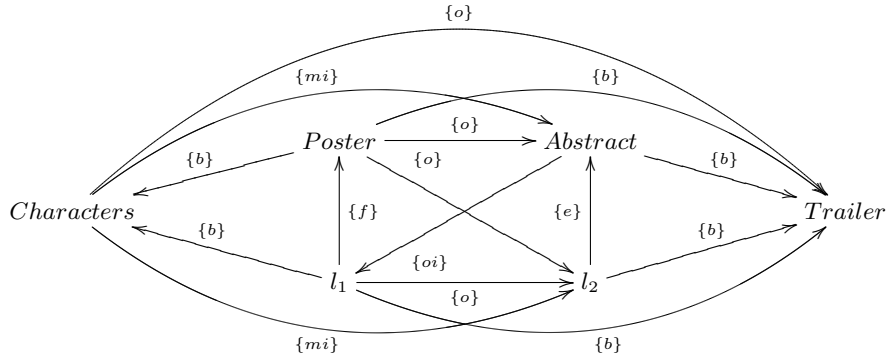 {o}
{mi} {b}
Poster {o} Abstract
{b} {o} {b}
Characters {f} {e} Trailer
{b} {oi} {b}
l₁ {o} l₂
{mi} {b}